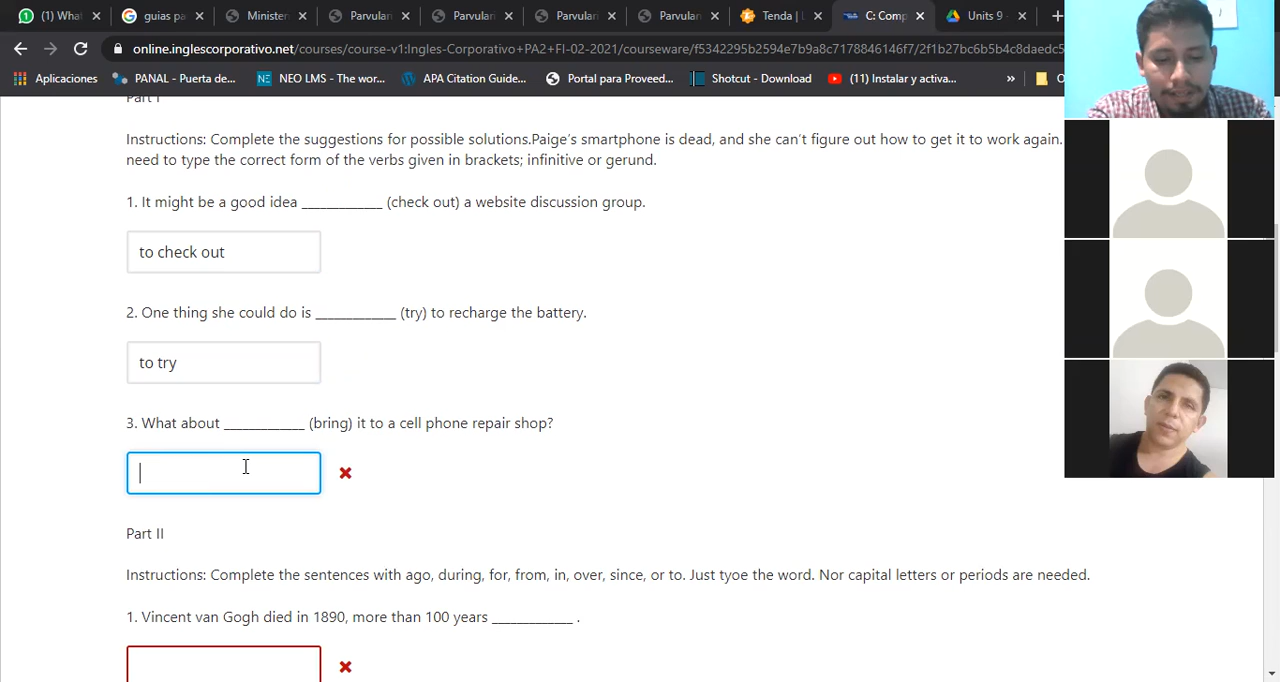 (1) What
guias pa
Minister
Parvular
Parvular
Parvular
Parvular
Tenda | 
C: Comp
Units 9 -
online.inglescorporativo.net/courses/course-v1:Ingles-Corporativo+PA2+FI-02-2021/courseware/f5342295b2594e7b9a8c7178846146f7/2f1b27bc6b5b4c8daedc5
Aplicaciones
PANAL - Puerta de...
NEO LMS - The wor...
APA Citation Guide...
Portal para Proveed...
Shotcut - Download
(11) Instalar y activa...
»
O
Part I
Instructions: Complete the suggestions for possible solutions.Paige's smartphone is dead, and she can't figure out how to get it to work again.
need to type the correct form of the verbs given in brackets; infinitive or gerund.
1. It might be a good idea ____________ (check out) a website discussion group.
to check out
2. One thing she could do is ____________ (try) to recharge the battery.
to try
3. What about ____________ (bring) it to a cell phone repair shop?
Part II
Instructions: Complete the sentences with ago, during, for, from, in, over, since, or to. Just tyoe the word. Nor capital letters or periods are needed.
1. Vincent van Gogh died in 1890, more than 100 years ____________ .